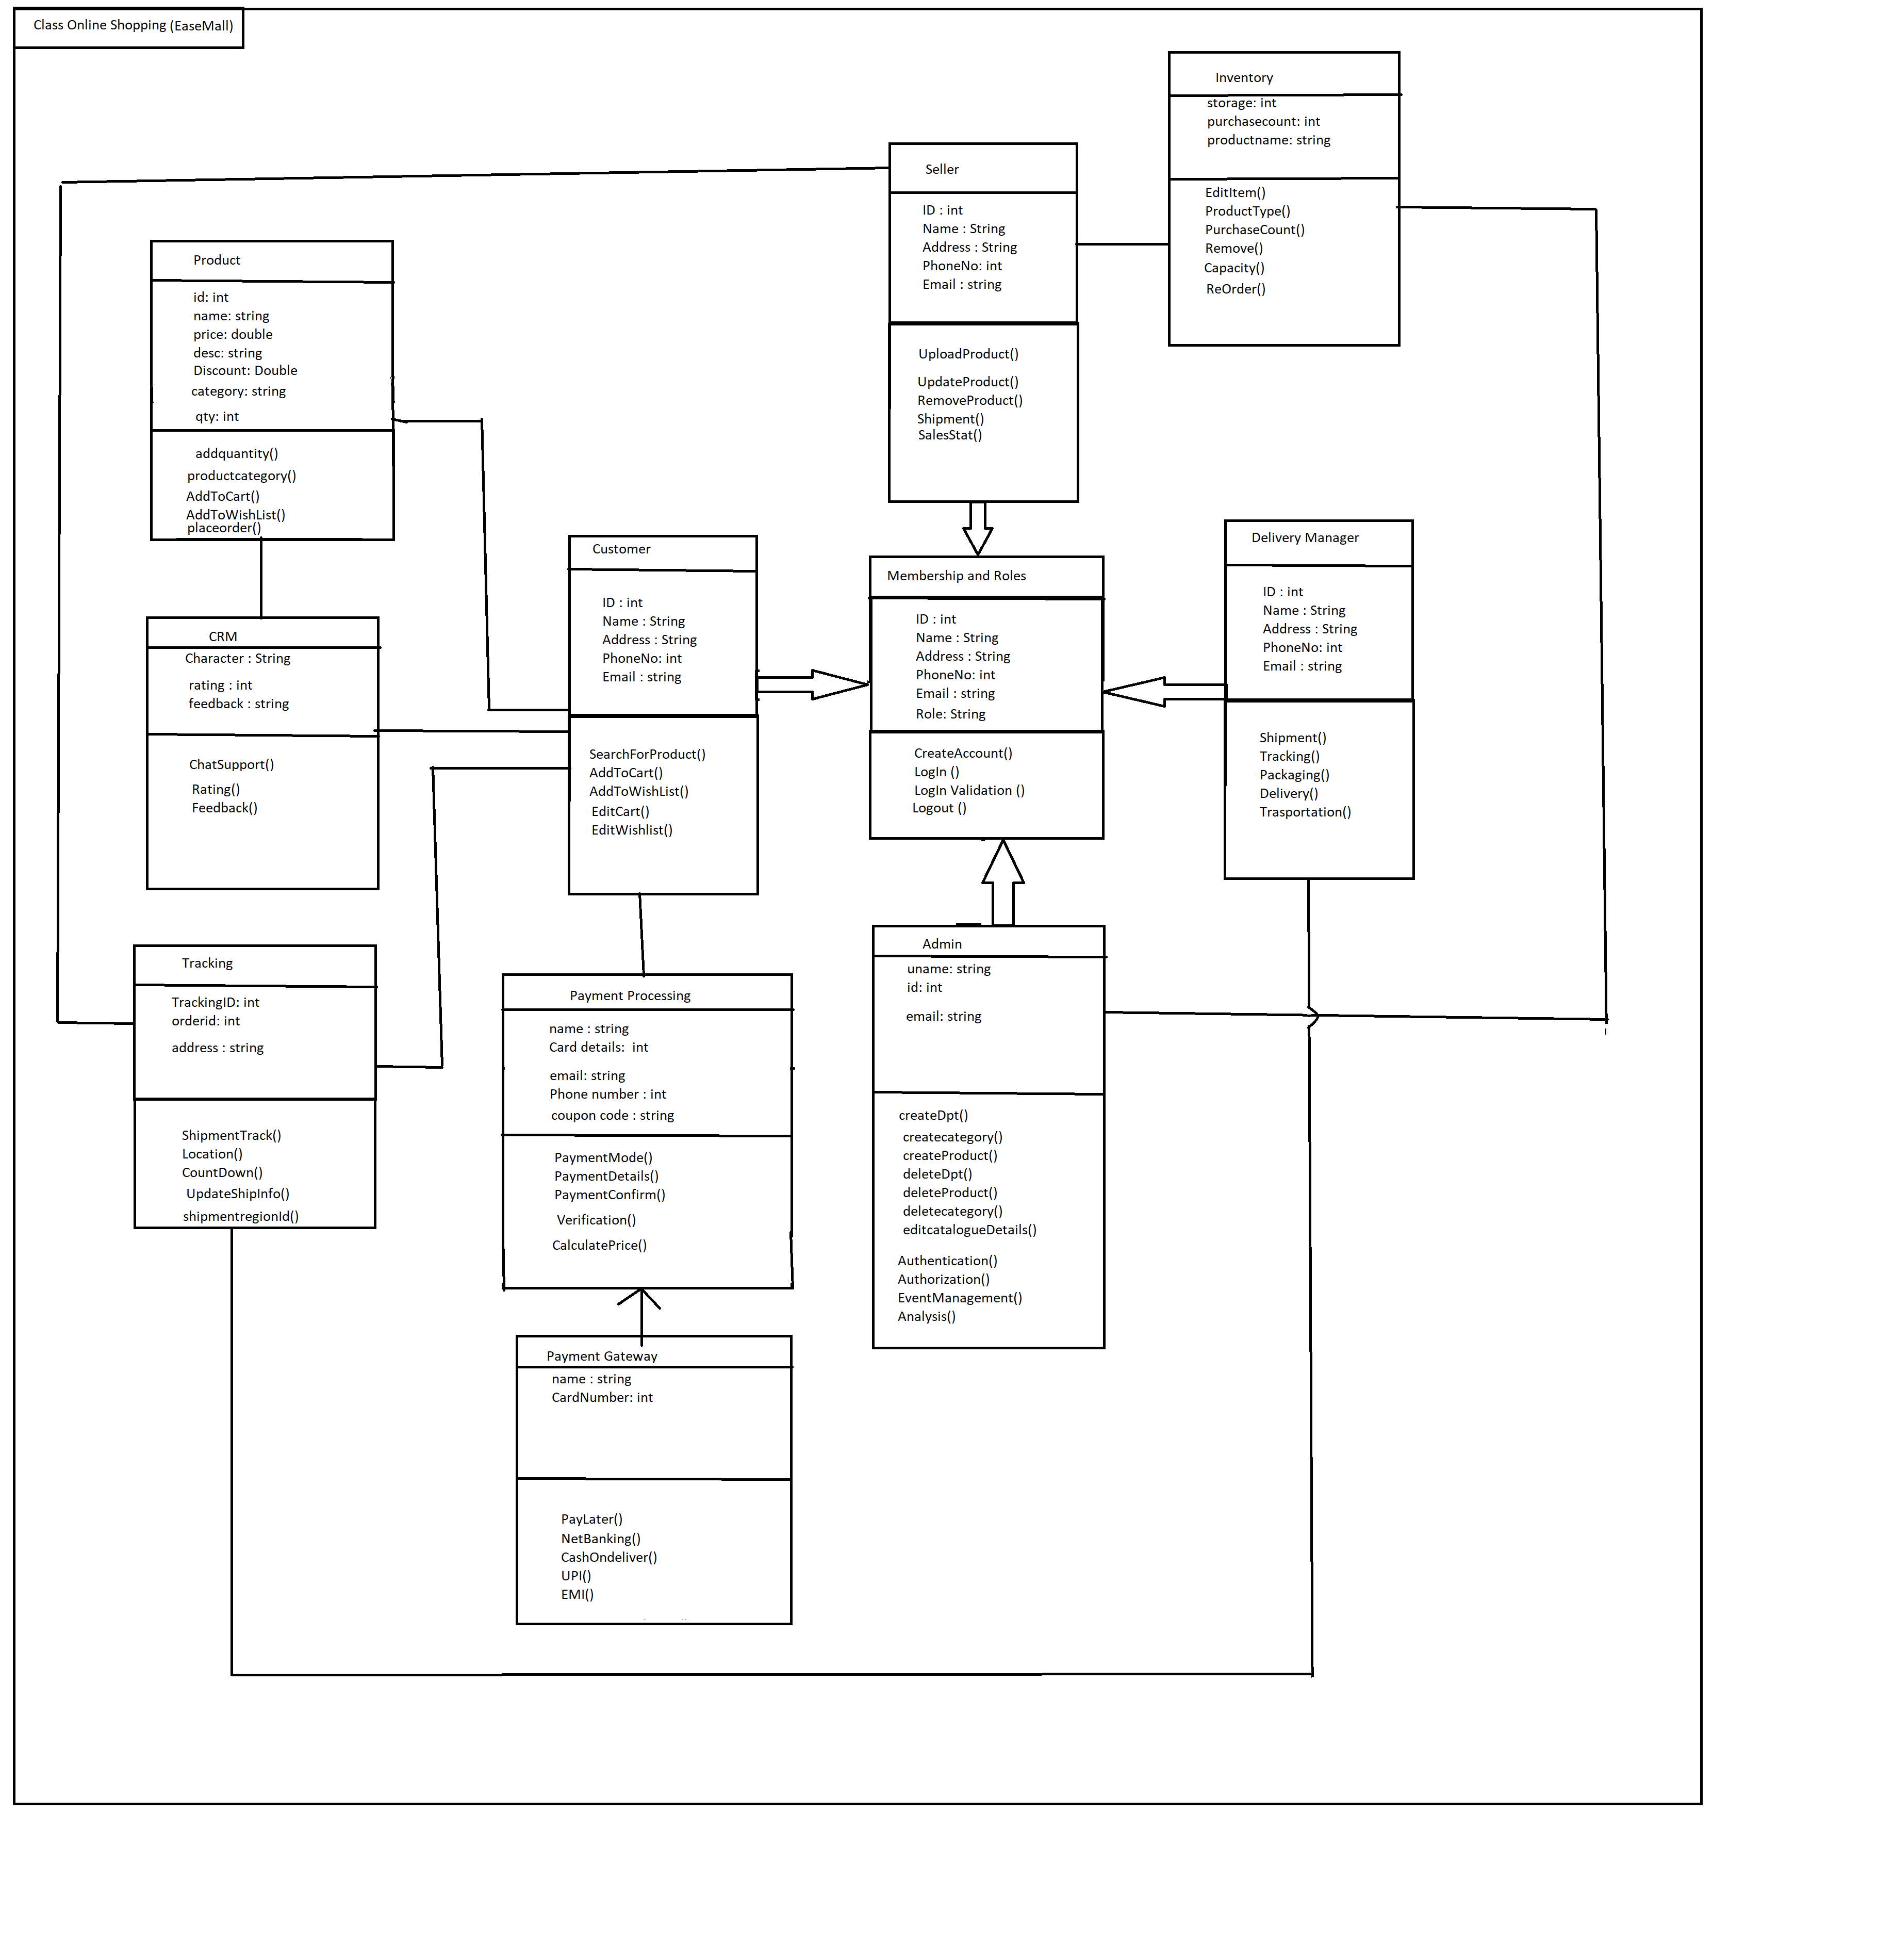 Class Online Shopping (EaseMall)
Inventory
storage: int
purchasecount: int
productname: string
EditItem()
ProductType()
PurchaseCount()
Remove()
Capacity()
ReOrder()
Seller
ID : int
Name : String
Address : String
PhoneNo: int
Email : string
UploadProduct()
UpdateProduct()
RemoveProduct()
Shipment()
SalesStat()
Product
id: int
name: string
price: double
desc: string
Discount: Double
category: string
qty: int
addquantity()
productcategory()
AddToCart()
AddToWishList()
placeorder()
Customer
ID : int
Name : String
Address : String
PhoneNo: int
Email : string
SearchForProduct()
AddToCart()
AddToWishList()
EditCart()
EditWishlist()
Membership and Roles
ID : int
Name : String
Address : String
PhoneNo: int
Email : string
Role: String
CreateAccount()
LogIn ()
LogIn Validation ()
Logout ()
Delivery Manager
ID : int
Name : String
Address : String
PhoneNo: int
Email : string
Shipment()
Tracking()
Packaging()
Delivery()
Trasportation()
CRM
Character : String
rating : int
feedback : string
ChatSupport()
Rating()
Feedback()
Tracking
TrackingID: int
orderid: int
address : string
ShipmentTrack()
Location()
CountDown()
UpdateShipInfo()
shipmentregionId()
Payment Processing
name : string
Card details:  int
email: string
Phone number : int
coupon code : string
PaymentMode()
PaymentDetails()
PaymentConfirm()
Verification()
CalculatePrice()
Admin
uname: string
id: int
email: string
createDpt()
createcategory()
createProduct()
deleteDpt()
deleteProduct()
deletecategory()
editcatalogueDetails()
Authentication()
Authorization()
EventManagement()
Analysis()
Payment Gateway
name : string
CardNumber: int
PayLater()
NetBanking()
CashOndeliver()
UPI()
EMI()